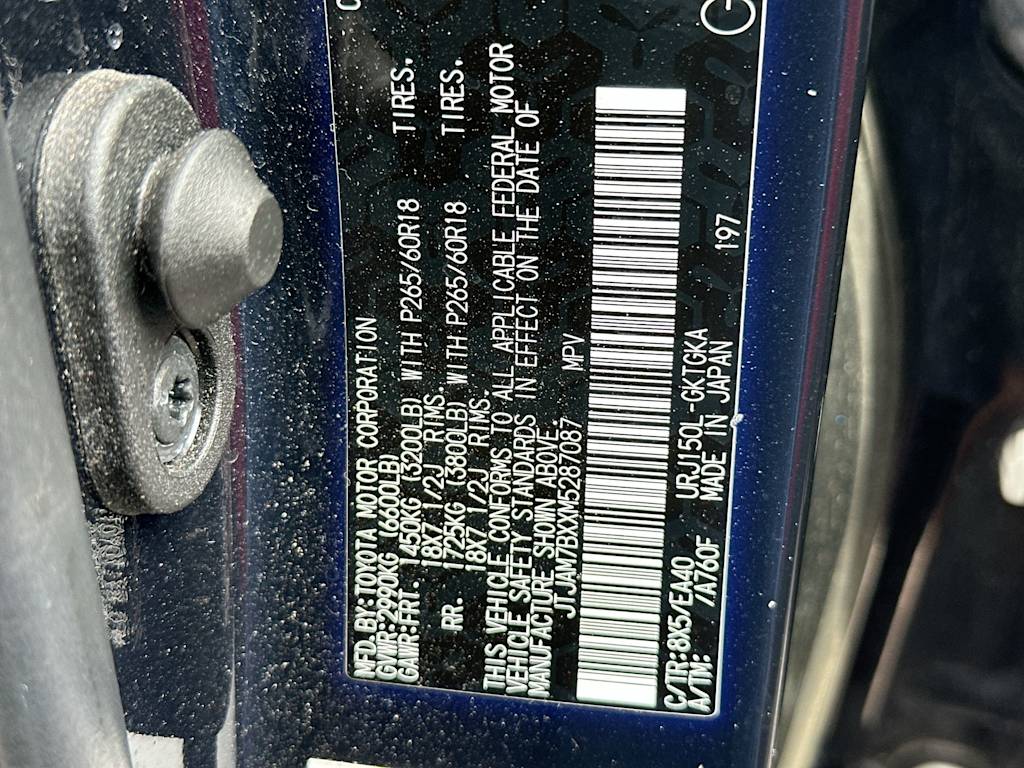 MFD. BY: TOYOTA MOTOR CORPORATION
GVWR: 2990KG (6600LB)
GAWR: FRT. 1450KG (3200LB) WITH P265/60R18 TIRES.
18X7 1/2J RIMS.
RR. 1725KG (3800LB) WITH P265/60R18 TIRES.
18X7 1/2J RIMS.
THIS VEHICLE CONFORMS TO ALL APPLICABLE FEDERAL MOTOR
VEHICLE SAFETY STANDARDS IN EFFECT ON THE DATE OF
MANUFACTURE SHOWN ABOVE.
JTJAM7BXXM5287087 MPV
C/TR: 8X5/EA40 URJ150L-GKTGKA
A/TM: /A760F MADE IN JAPAN 197